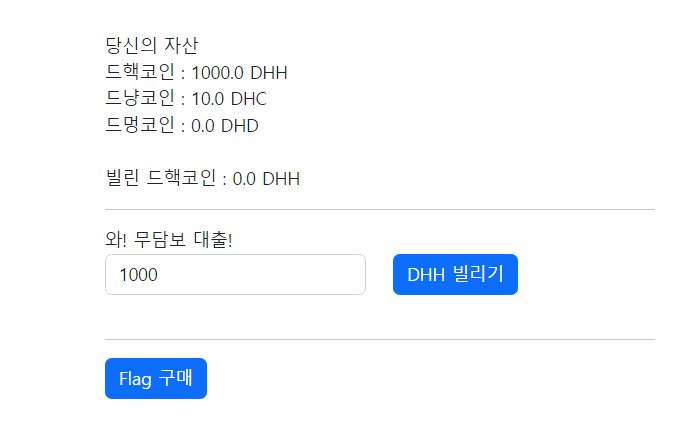 당신의 자산
드핵코인 : 1000.0 DHH
드냥코인 : 10.0 DHC
드멍코인 : 0.0 DHD
빌린 드핵코인 : 0.0 DHH
와! 무담보 대출!
1000 DHH 빌리기
Flag 구매